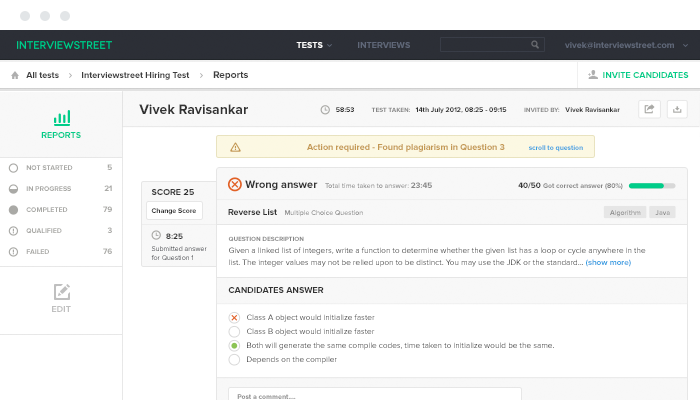 INTERVIEWSTREET TESTS INTERVIEWS vivek@interviewstreet.com
All tests Interviewstreet Hiring Test Reports INVITE CANDIDATES
REPORTS
NOT STARTED 5
IN PROGRESS 21
COMPLETED 79
QUALIFIED 3
FAILED 76
EDIT
Vivek Ravisankar 58:53 TEST TAKEN: 14th July 2012, 08:25 - 09:15 INVITED BY: Vivek Ravisankar
Action required - Found plagiarism in Question 3 scroll to question
SCORE 25
Change Score
8:25
Submitted answer
for Question 1
Wrong answer Total time taken to answer: 23:45 40/50 Got correct answer (80%)
Reverse List Multiple Choice Question Algorithm Java
QUESTION DESCRIPTION
Given a linked list of integers, write a function to determine whether the given list has a loop or cycle anywhere in the
list. The integer values may not be relied upon to be distinct. You may use the JDK or the standard... (show more)
CANDIDATES ANSWER
Class A object would initialize faster
Class B object would initialize faster
Both will generate the same compile codes, time taken to initialize would be the same.
Depends on the compiler
Post a comment....